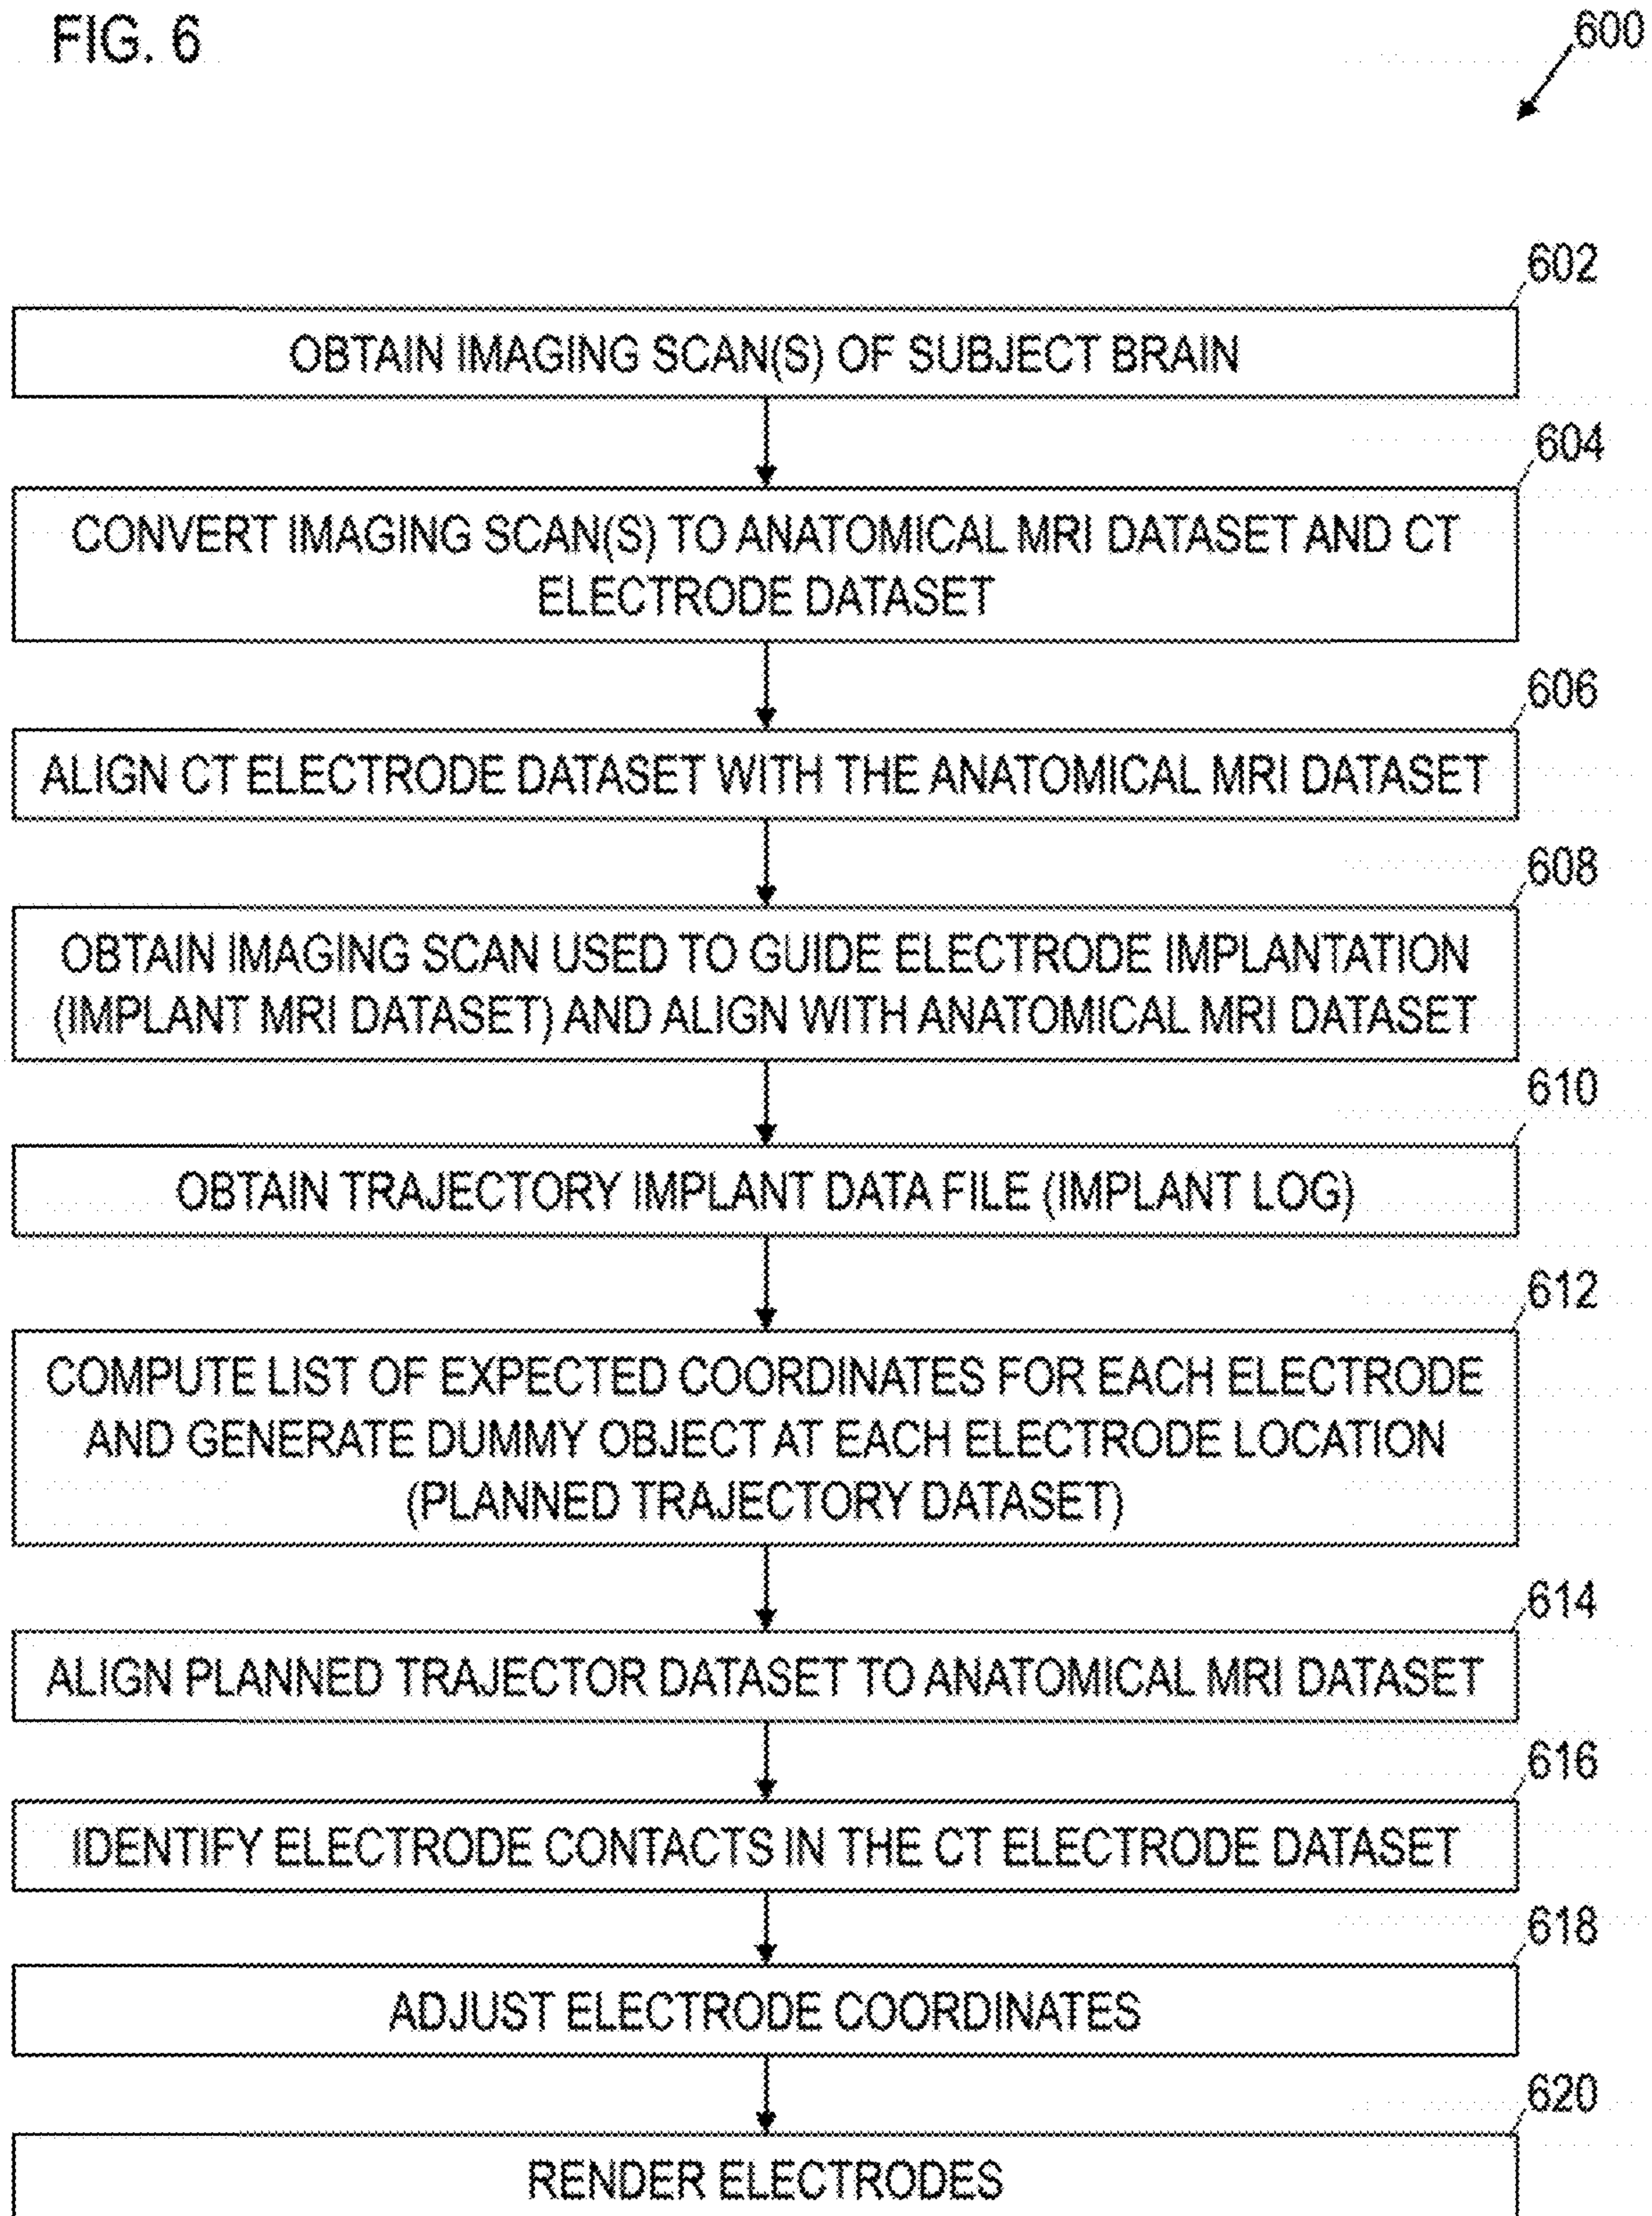 FIG. 6
600
602
OBTAIN IMAGING SCAN(S) OF SUBJECT BRAIN
604
CONVERT IMAGING SCAN(S) TO ANATOMICAL MRI DATASET AND CT
ELECTRODE DATASET
606
ALIGN CT ELECTRODE DATASET WITH THE ANATOMICAL MRI DATASET
608
OBTAIN IMAGING SCAN USED TO GUIDE ELECTRODE IMPLANTATION
(IMPLANT MRI DATASET) AND ALIGN WITH ANATOMICAL MRI DATASET
610
OBTAIN TRAJECTORY IMPLANT DATA FILE (IMPLANT LOG)
612
COMPUTE LIST OF EXPECTED COORDINATES FOR EACH ELECTRODE
AND GENERATE DUMMY OBJECT AT EACH ELECTRODE LOCATION
(PLANNED TRAJECTORY DATASET)
614
ALIGN PLANNED TRAJECTOR DATASET TO ANATOMICAL MRI DATASET
616
IDENTIFY ELECTRODE CONTACTS IN THE CT ELECTRODE DATASET
618
ADJUST ELECTRODE COORDINATES
620
RENDER ELECTRODES